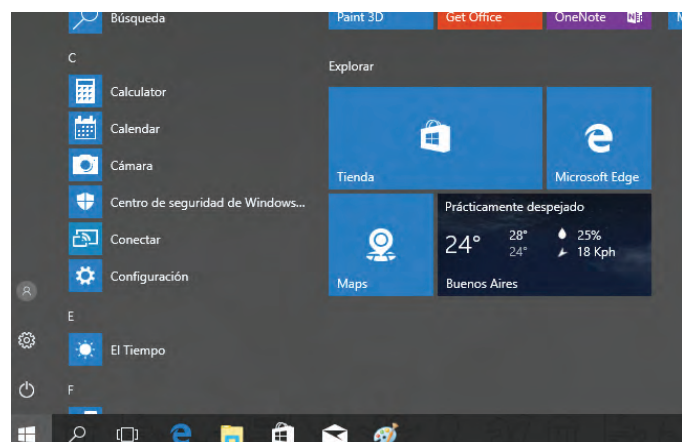 Búsqueda
C
Calculator
Calendar
Cámara
Centro de seguridad de Windows...
Conectar
Configuración
E
El Tiempo
F
Paint 3D
Get Office
OneNote
Explorar
Tienda
Microsoft Edge
Maps
Prácticamente despejado
24° 28° 25%
24° 18 Kph
Buenos Aires